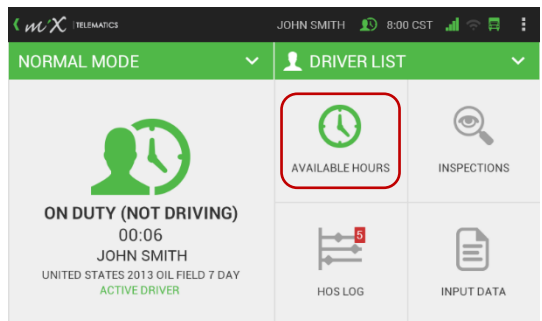 miX TELEMATICS
JOHN SMITH 8:00 CST
NORMAL MODE
DRIVER LIST
ON DUTY (NOT DRIVING)
00:06
JOHN SMITH
UNITED STATES 2013 OIL FIELD 7 DAY
ACTIVE DRIVER
AVAILABLE HOURS
INSPECTIONS
5
HOS LOG
INPUT DATA